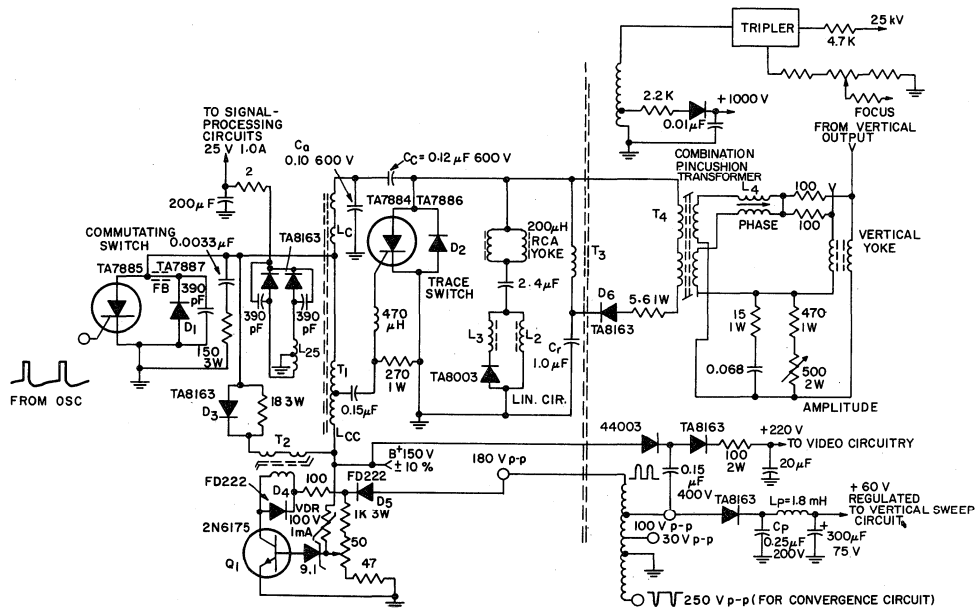 TRIPLER
25 kV
4.7 K
2.2K
+1000 V
0.01μF
FOCUS
FROM VERTICAL
OUTPUT
TO SIGNAL-
PROCESSING
CIRCUITS
25 V 1.0A
2
200μF
Ca
0.10 600 V
Cc = 0.12 μF 600 V
COMBINATION
PINCUSHION
TRANSFORMER
L4
100
PHASE
100
T4
VERTICAL
YOKE
COMMUTATING
SWITCH
0.0033μF
TA8163
TA7885
TA7887
FB
390
pF
D1
150
3W
390
pF
390
pF
L25
LC
TA7884
TA7886
D2
TRACE
SWITCH
200μH
RCA
YOKE
2.4μF
T3
470
μH
L3
L2
TA8003
LIN. CIR.
Cr
1.0μF
D6
TA8163
5.6 1W
15
1W
0.068
470
1W
500
2W
AMPLITUDE
FROM OSC
TA8163
D3
18 3W
T1
0.15μF
270
1W
LCC
T2
B+150 V
± 10 %
180 V p-p
44003
TA8163
+220V
TO VIDEO CIRCUITRY
100
2W
20μF
0.15
μF
400V
FD222
D4
100
FD222
D5
VDR
100V
1mA
1K 3W
2N6175
Q1
9.1
50
47
100 V p-p
30V p-p
TA8163
Lp=1.8 mH
+ 60V
REGULATED
TO VERTICAL SWEEP
CIRCUIT
Cp
0.25μF
200V
+
300μF
75 V
250 V p-p (FOR CONVERGENCE CIRCUIT)